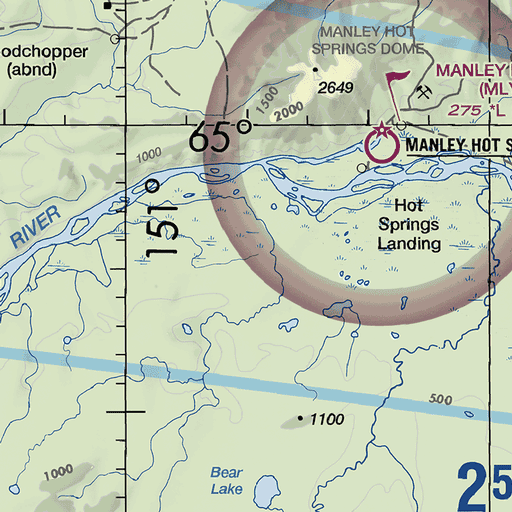 MANLEY HOT
SPRINGS DOME
odchopper
(abnd)
MANLEY
(MLY
2649
1500
2000
275 *L
65°
MANLEY HOT S
1000
151°
RIVER
Hot
Springs
Landing
500
1100
1000
Bear
Lake
25